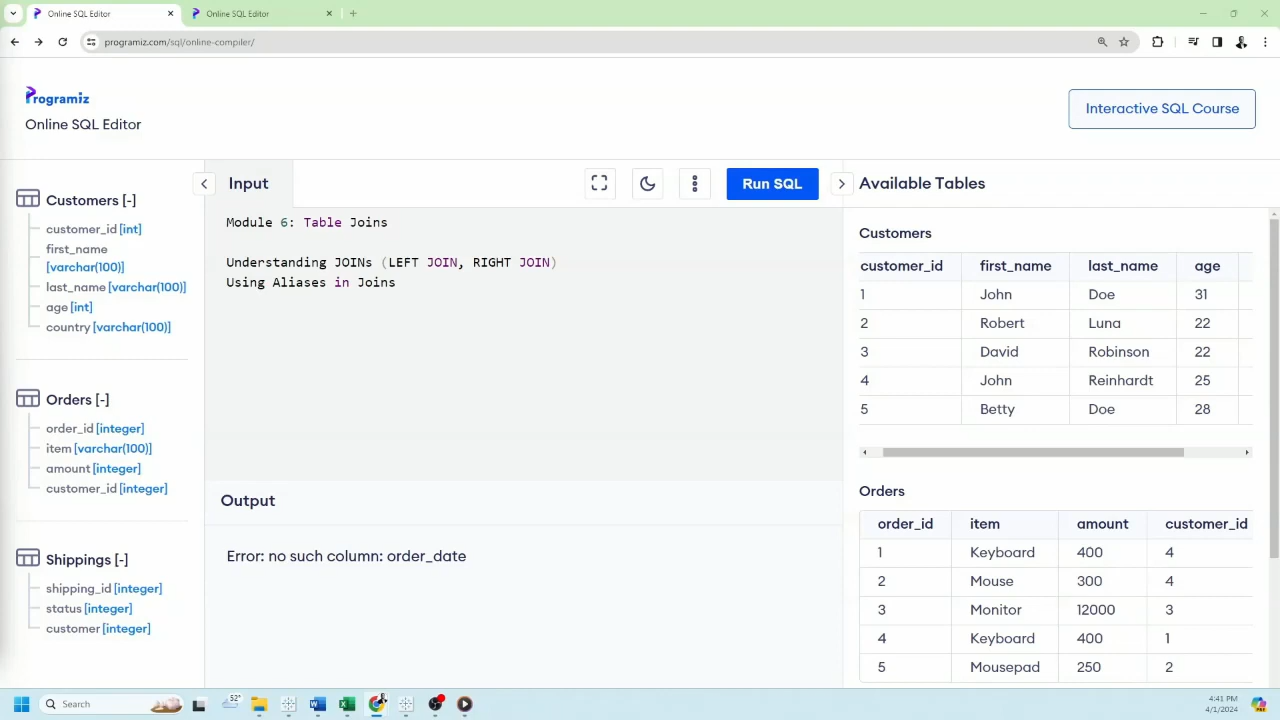 Online SQL Editor
Online SQL Editor
programiz.com/sql/online-compiler/
Programiz
Online SQL Editor
Interactive SQL Course
Customers [-]
customer_id [int]
first_name
[varchar(100)]
last_name [varchar(100)]
age [int]
country [varchar(100)]
Orders [-]
order_id [integer]
item [varchar(100)]
amount [integer]
customer_id [integer]
Shippings [-]
shipping_id [integer]
status [integer]
customer [integer]
Input
Run SQL
Module 6: Table Joins
Understanding JOINs (LEFT JOIN, RIGHT JOIN)
Using Aliases in Joins
Output
Error: no such column: order_date
Available Tables
Customers
customer_id first_name last_name age
1 John Doe 31
2 Robert Luna 22
3 David Robinson 22
4 John Reinhardt 25
5 Betty Doe 28
Orders
order_id item amount customer_id
1 Keyboard 400 4
2 Mouse 300 4
3 Monitor 12000 3
4 Keyboard 400 1
5 Mousepad 250 2
Search
52°
4:41 PM
4/1/2024